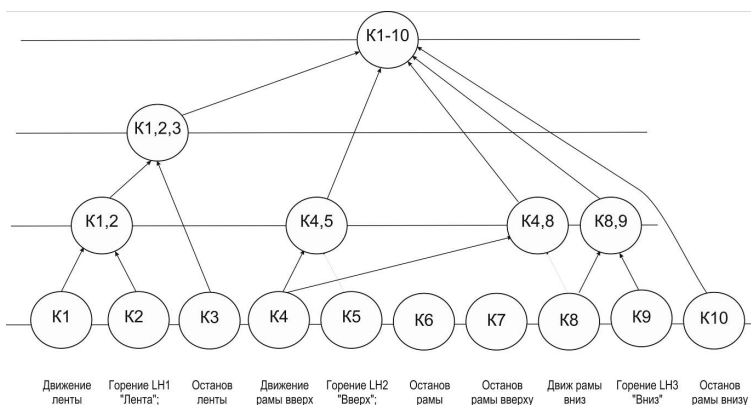 К1-10
К1,2,3
К1,2 К4,5 К4,8 К8,9
К1 К2 К3 К4 К5 К6 К7 К8 К9 К10
Движение Горение LH1 Останов Движение Горение LH2 Останов Останов Движ рамы Горение LH3 Останов
ленты "Лента"; ленты рамы вверх "Вверх"; рамы рамы вверху вниз "Вниз" рамы внизу